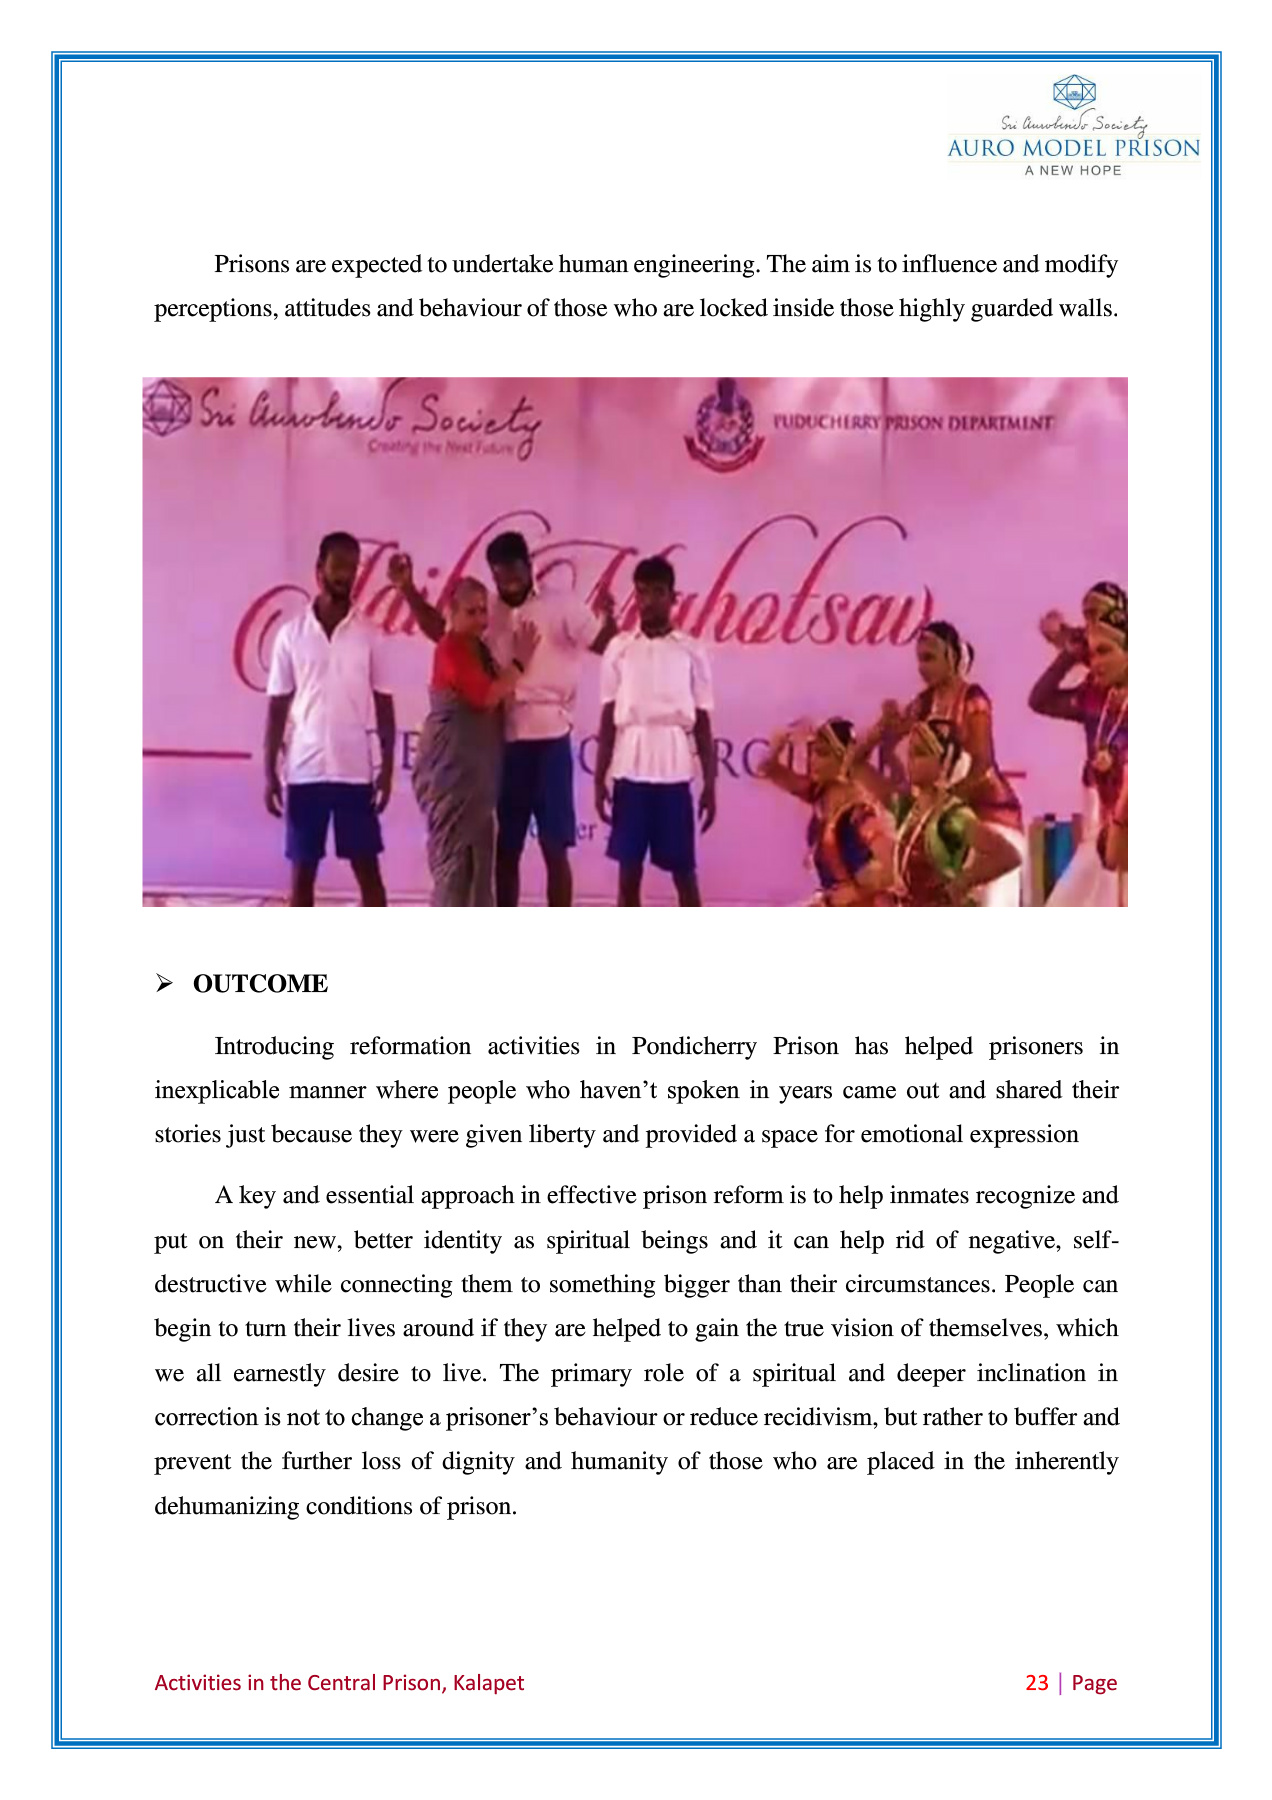 Sri Aurobindo Society
AURO MODEL PRISON
A NEW HOPE
Prisons are expected to undertake human engineering. The aim is to influence and modify
perceptions, attitudes and behaviour of those who are locked inside those highly guarded walls.
Sri Aurobindo Society
Creating the Next Future
PUDUCHERRY PRISON DEPARTMENT
Jail Mahotsav
➢ OUTCOME
Introducing reformation activities in Pondicherry Prison has helped prisoners in
inexplicable manner where people who haven’t spoken in years came out and shared their
stories just because they were given liberty and provided a space for emotional expression
A key and essential approach in effective prison reform is to help inmates recognize and
put on their new, better identity as spiritual beings and it can help rid of negative, self-
destructive while connecting them to something bigger than their circumstances. People can
begin to turn their lives around if they are helped to gain the true vision of themselves, which
we all earnestly desire to live. The primary role of a spiritual and deeper inclination in
correction is not to change a prisoner’s behaviour or reduce recidivism, but rather to buffer and
prevent the further loss of dignity and humanity of those who are placed in the inherently
dehumanizing conditions of prison.
Activities in the Central Prison, Kalapet
23 | Page